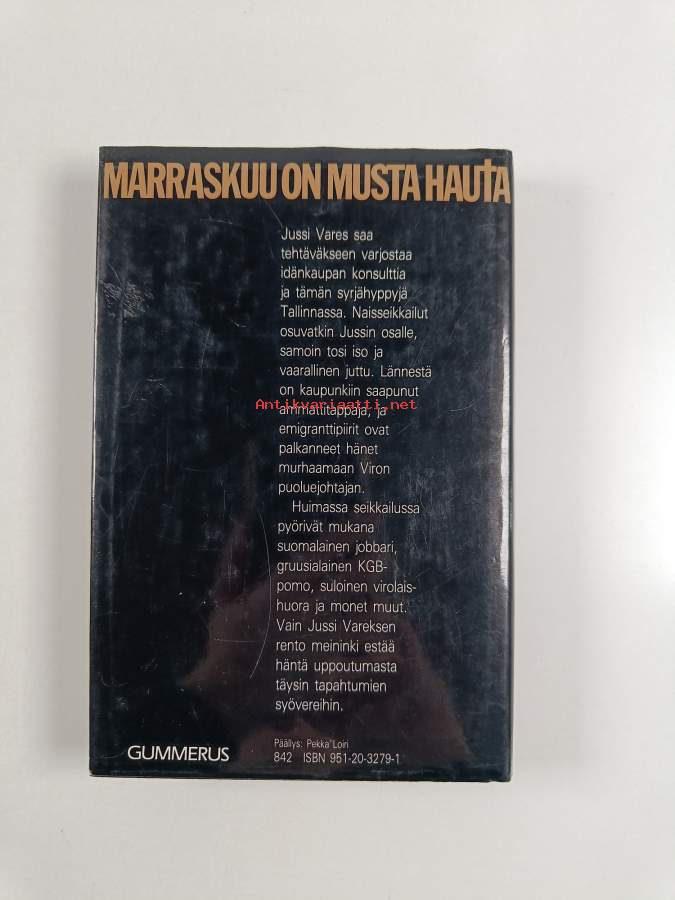 MARRASKUU ON MUSTA HAUTA
Jussi Vares saa
tehtäväkseen varjostaa
idänkaupan konsulttia
ja tämän syrjähyppyjä
Tallinnassa. Naisseikkailut
osuvatkin Jussin osalle,
samoin tosi iso ja
vaarallinen juttu. Lännestä
on kaupunkiin saapunut
Antikvariaatti.net
ammattitappaja, ja
emigranttipiirit ovat
palkanneet hänet
murhaamaan Viron
puoluejohtajan.
Huimassa seikkailussa
pyörivät mukana
suomalainen jobbari,
gruusialainen KGB-
pomo, suloinen virolais-
huora ja monet muut.
Vain Jussi Vareksen
rento meininki estää
häntä uppoutumasta
täysin tapahtumien
syövereihin.
GUMMERUS
Päällys: Pekka Loiri
842 ISBN 951-20-3279-1